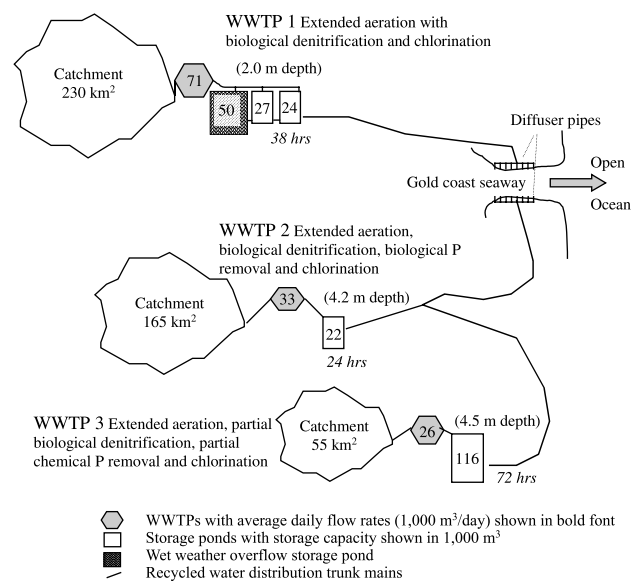 WWTP 1 Extended aeration with
biological denitrification and chlorination
Catchment
230 km²
71
(2.0 m depth)
50
27
24
38 hrs
Diffuser pipes
Open
Gold coast seaway
Ocean
WWTP 2 Extended aeration,
biological denitrification, biological P
removal and chlorination
Catchment
165 km²
33
(4.2 m depth)
22
24 hrs
WWTP 3 Extended aeration, partial
biological denitrification, partial
chemical P removal and chlorination
Catchment
55 km²
26
(4.5 m depth)
116
72 hrs
WWTPs with average daily flow rates (1,000 m³/day) shown in bold font
Storage ponds with storage capacity shown in 1,000 m³
Wet weather overflow storage pond
Recycled water distribution trunk mains